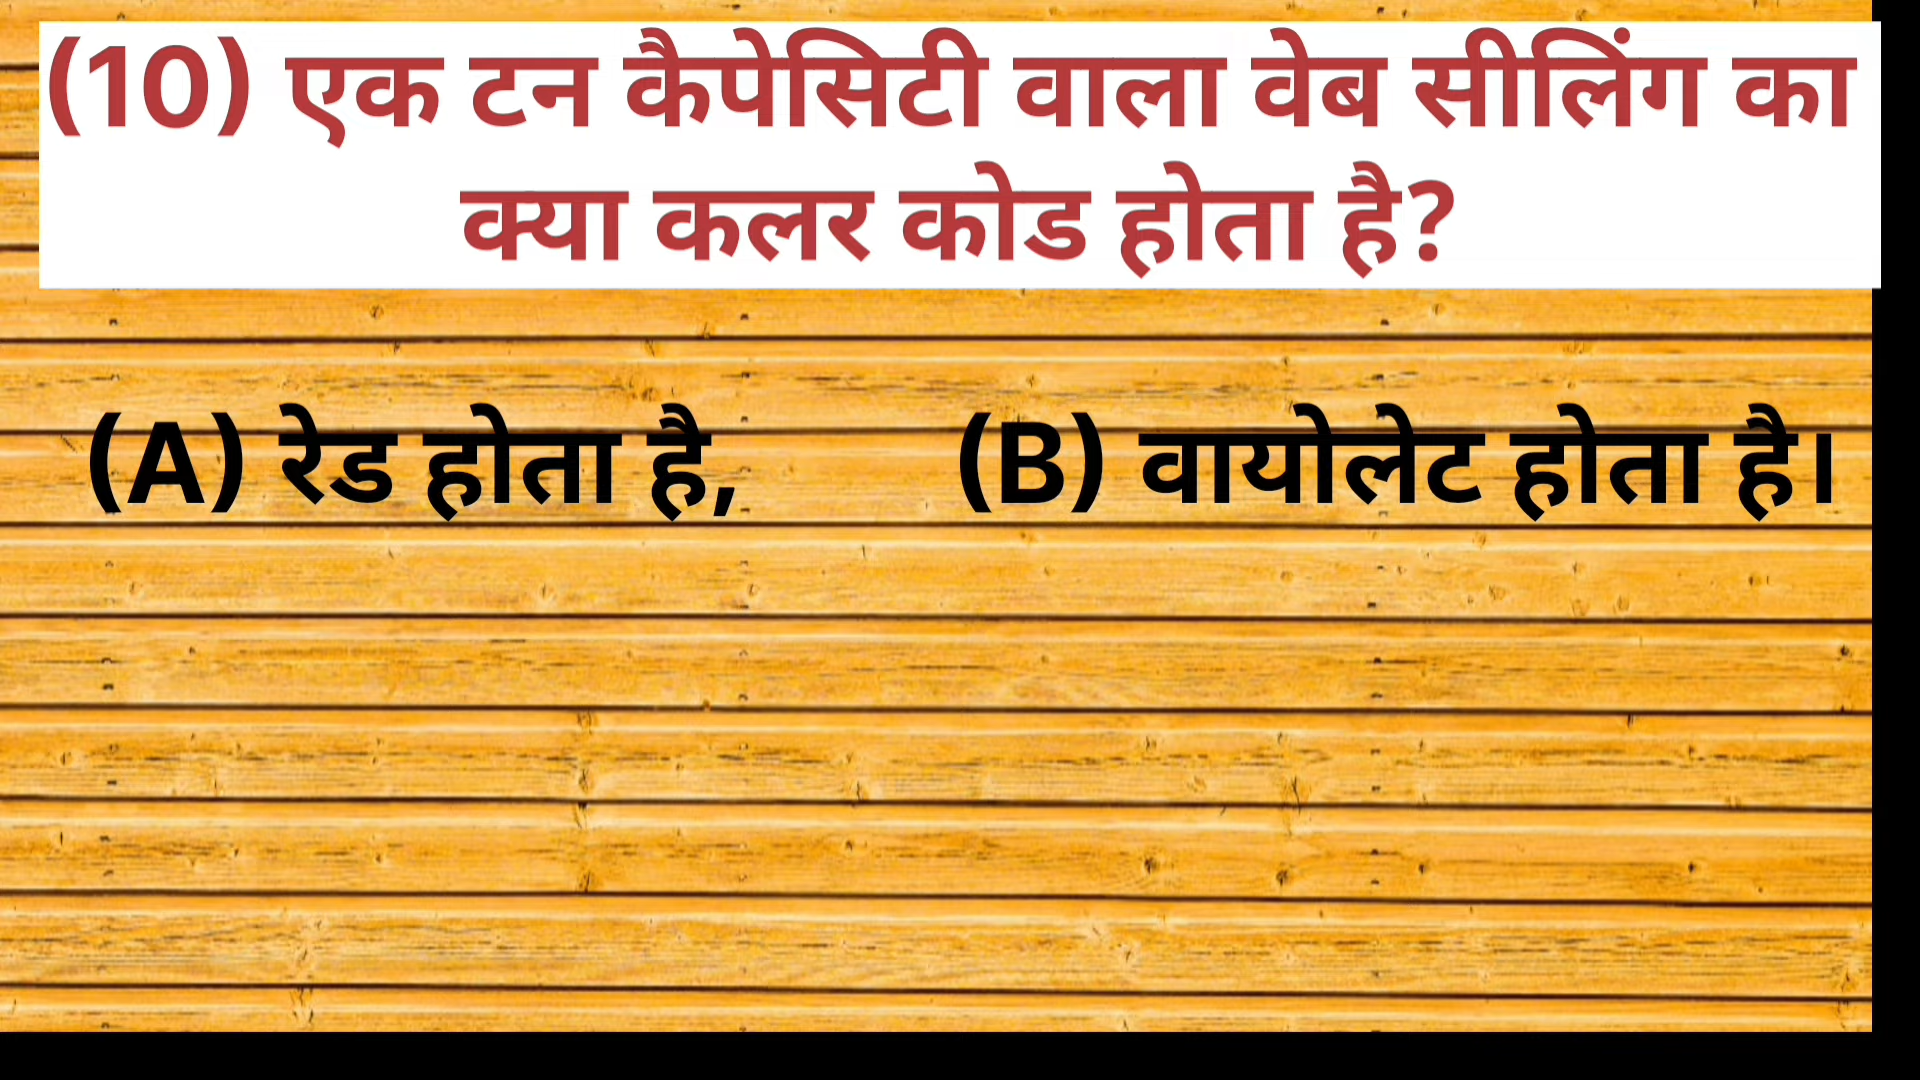 (10) एक टन कैपेसिटी वाला वेब सीलिंग का
क्या कलर कोड होता है?
(A) रेड होता है, (B) वायोलेट होता है।